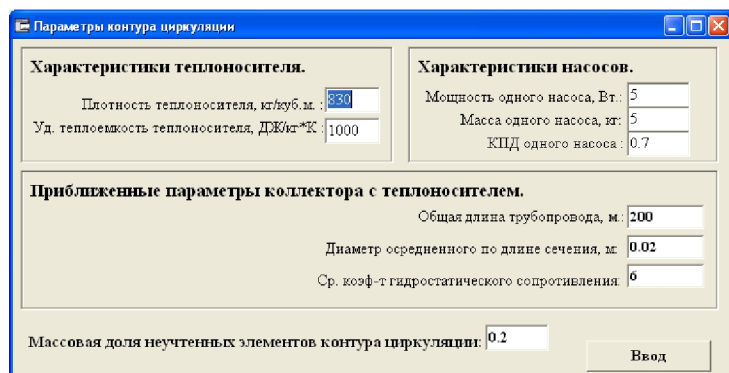 Параметры контура циркуляции
Характеристики теплоносителя.
Плотность теплоносителя, кг/куб.м. : 830
Уд. теплоемкость теплоносителя, ДЖ/кг*К : 1000
Характеристики насосов.
Мощность одного насоса, Вт.: 5
Масса одного насоса, кг: 5
КПД одного насоса : 0.7
Приближенные параметры коллектора с теплоносителем.
Общая длина трубопровода, м.: 200
Диаметр осредненного по длине сечения, м: 0.02
Ср. коэф-т гидростатического сопротивления: 6
Массовая доля неучтенных элементов контура циркуляции: 0.2
Ввод